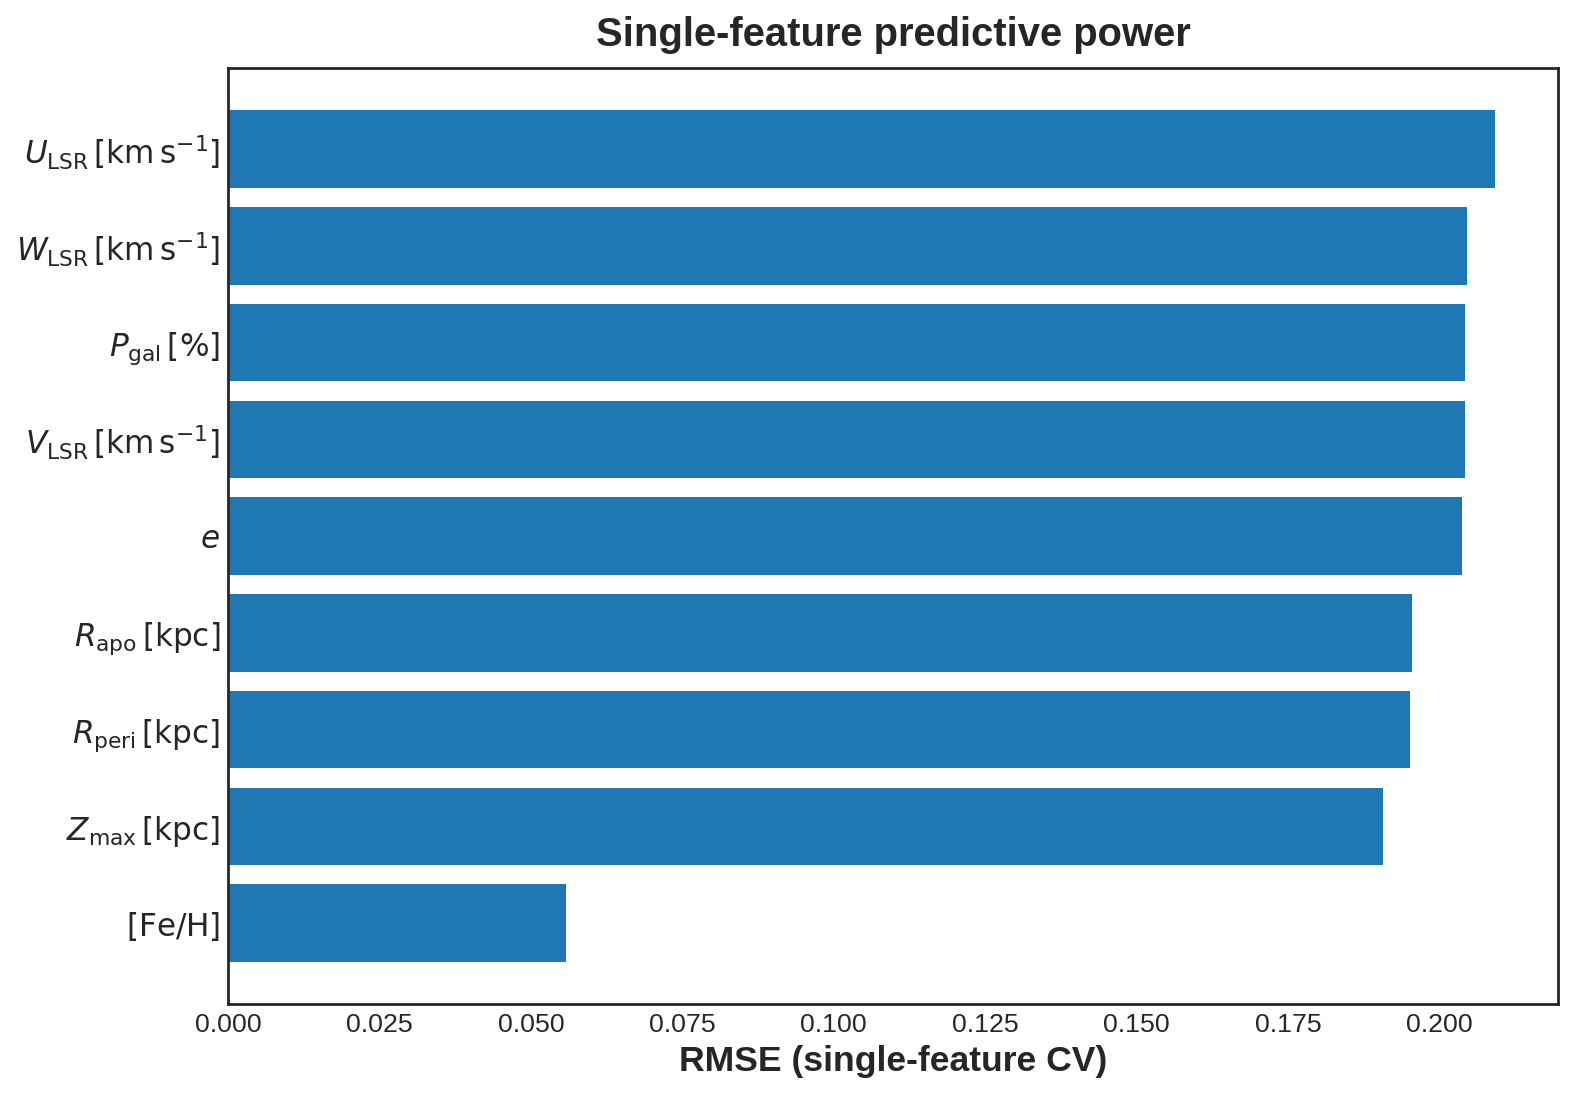 Single-feature predictive power
U_LSR [km s⁻¹]
W_LSR [km s⁻¹]
P_gal [%]
V_LSR [km s⁻¹]
e
R_apo [kpc]
R_peri [kpc]
Z_max [kpc]
[Fe/H]
0.000 0.025 0.050 0.075 0.100 0.125 0.150 0.175 0.200
RMSE (single-feature CV)